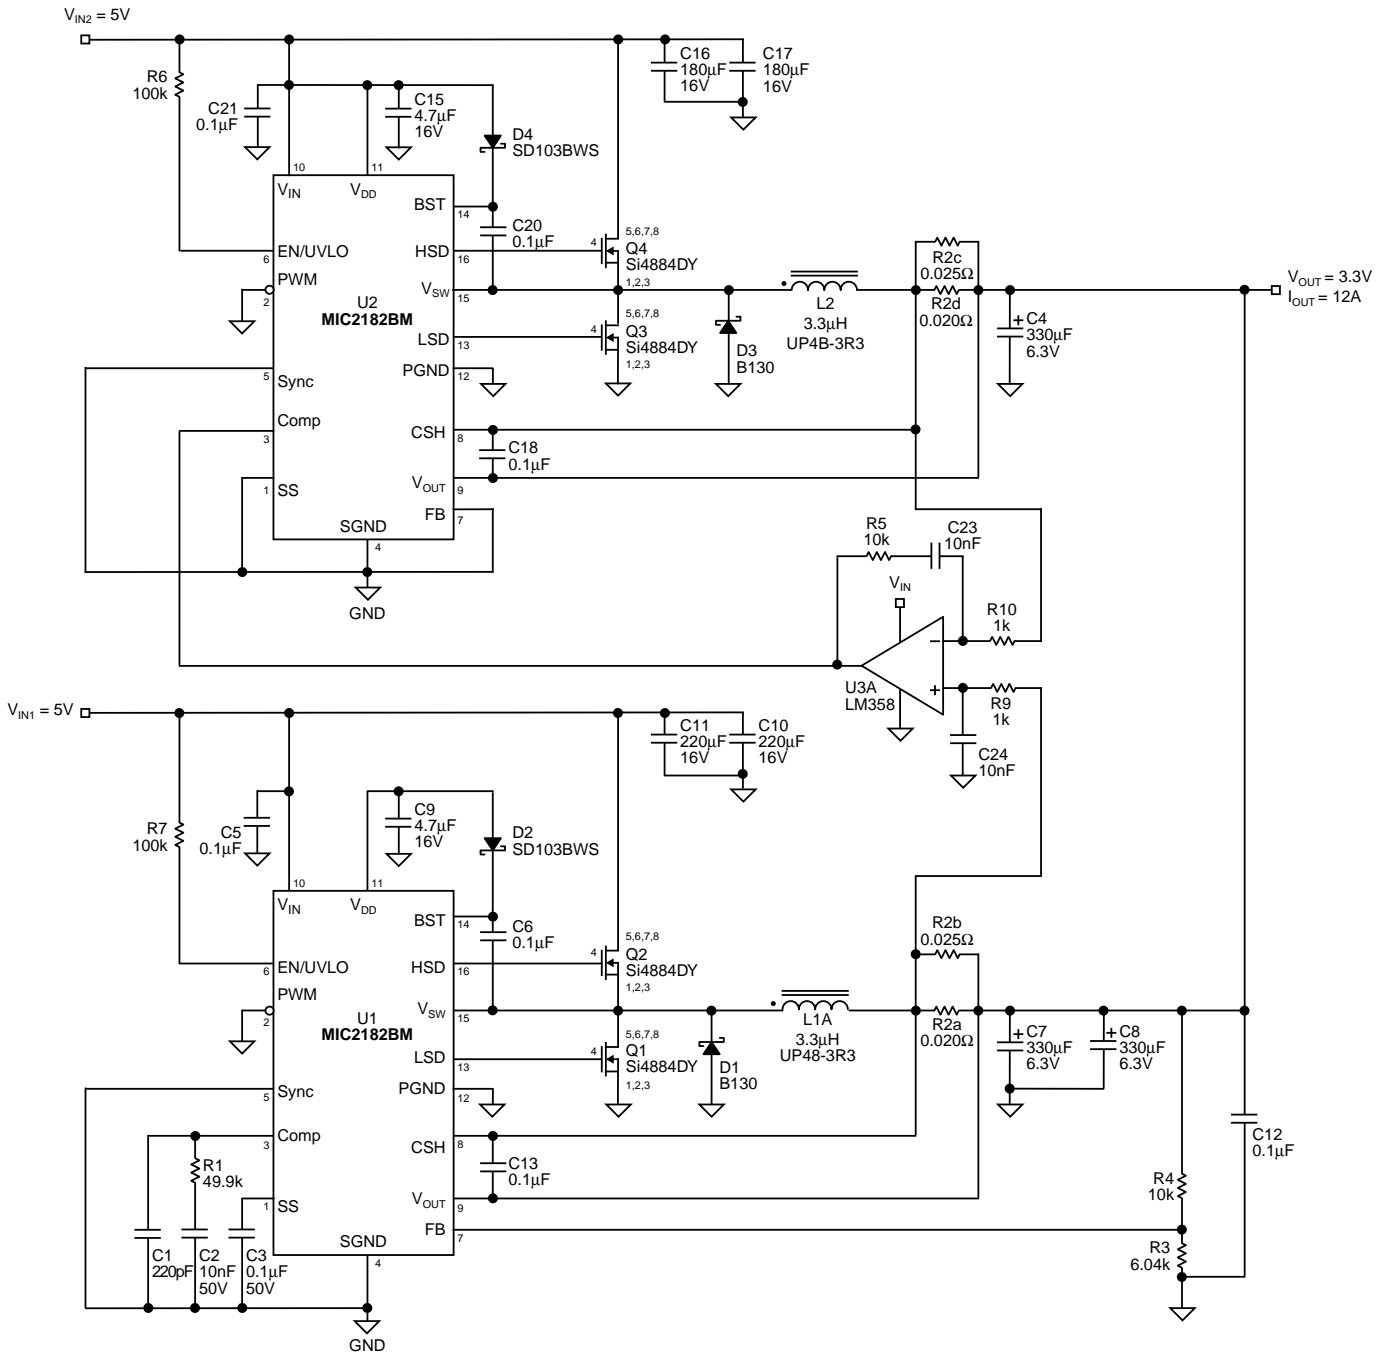 V_IN2 = 5V
R6
100k
C21
0.1µF
C15
4.7µF
16V
D4
SD103BWS
C16
180µF
16V
C17
180µF
16V
10
11
V_IN
V_DD
BST
14
C20
0.1µF
EN/UVLO
6
HSD
16
4
5,6,7,8
Q4
Si4884DY
1,2,3
PWM
2
V_SW
15
U2
MIC2182BM
LSD
13
4
5,6,7,8
Q3
Si4884DY
1,2,3
D3
B130
L2
3.3µH
UP4B-3R3
R2c
0.025Ω
R2d
0.020Ω
C4
330µF
6.3V
V_OUT = 3.3V
I_OUT = 12A
PGND
12
5
Sync
Comp
3
CSH
8
C18
0.1µF
1
SS
V_OUT
9
FB
7
SGND
4
GND
R5
10k
C23
10nF
V_IN
R10
1k
U3A
LM358
R9
1k
C24
10nF
V_IN1 = 5V
R7
100k
C5
0.1µF
C9
4.7µF
16V
D2
SD103BWS
C11
220µF
16V
C10
220µF
16V
10
11
V_IN
V_DD
BST
14
C6
0.1µF
6
EN/UVLO
HSD
16
4
5,6,7,8
Q2
Si4884DY
1,2,3
PWM
2
V_SW
15
U1
MIC2182BM
LSD
13
4
5,6,7,8
Q1
Si4884DY
1,2,3
D1
B130
L1A
3.3µH
UP48-3R3
R2b
0.025Ω
R2a
0.020Ω
C7
330µF
6.3V
C8
330µF
6.3V
5
Sync
PGND
12
3
Comp
CSH
8
C13
0.1µF
R1
49.9k
1
SS
V_OUT
9
FB
7
SGND
4
C1
220pF
C2
10nF
50V
C3
0.1µF
50V
GND
R4
10k
R3
6.04k
C12
0.1µF